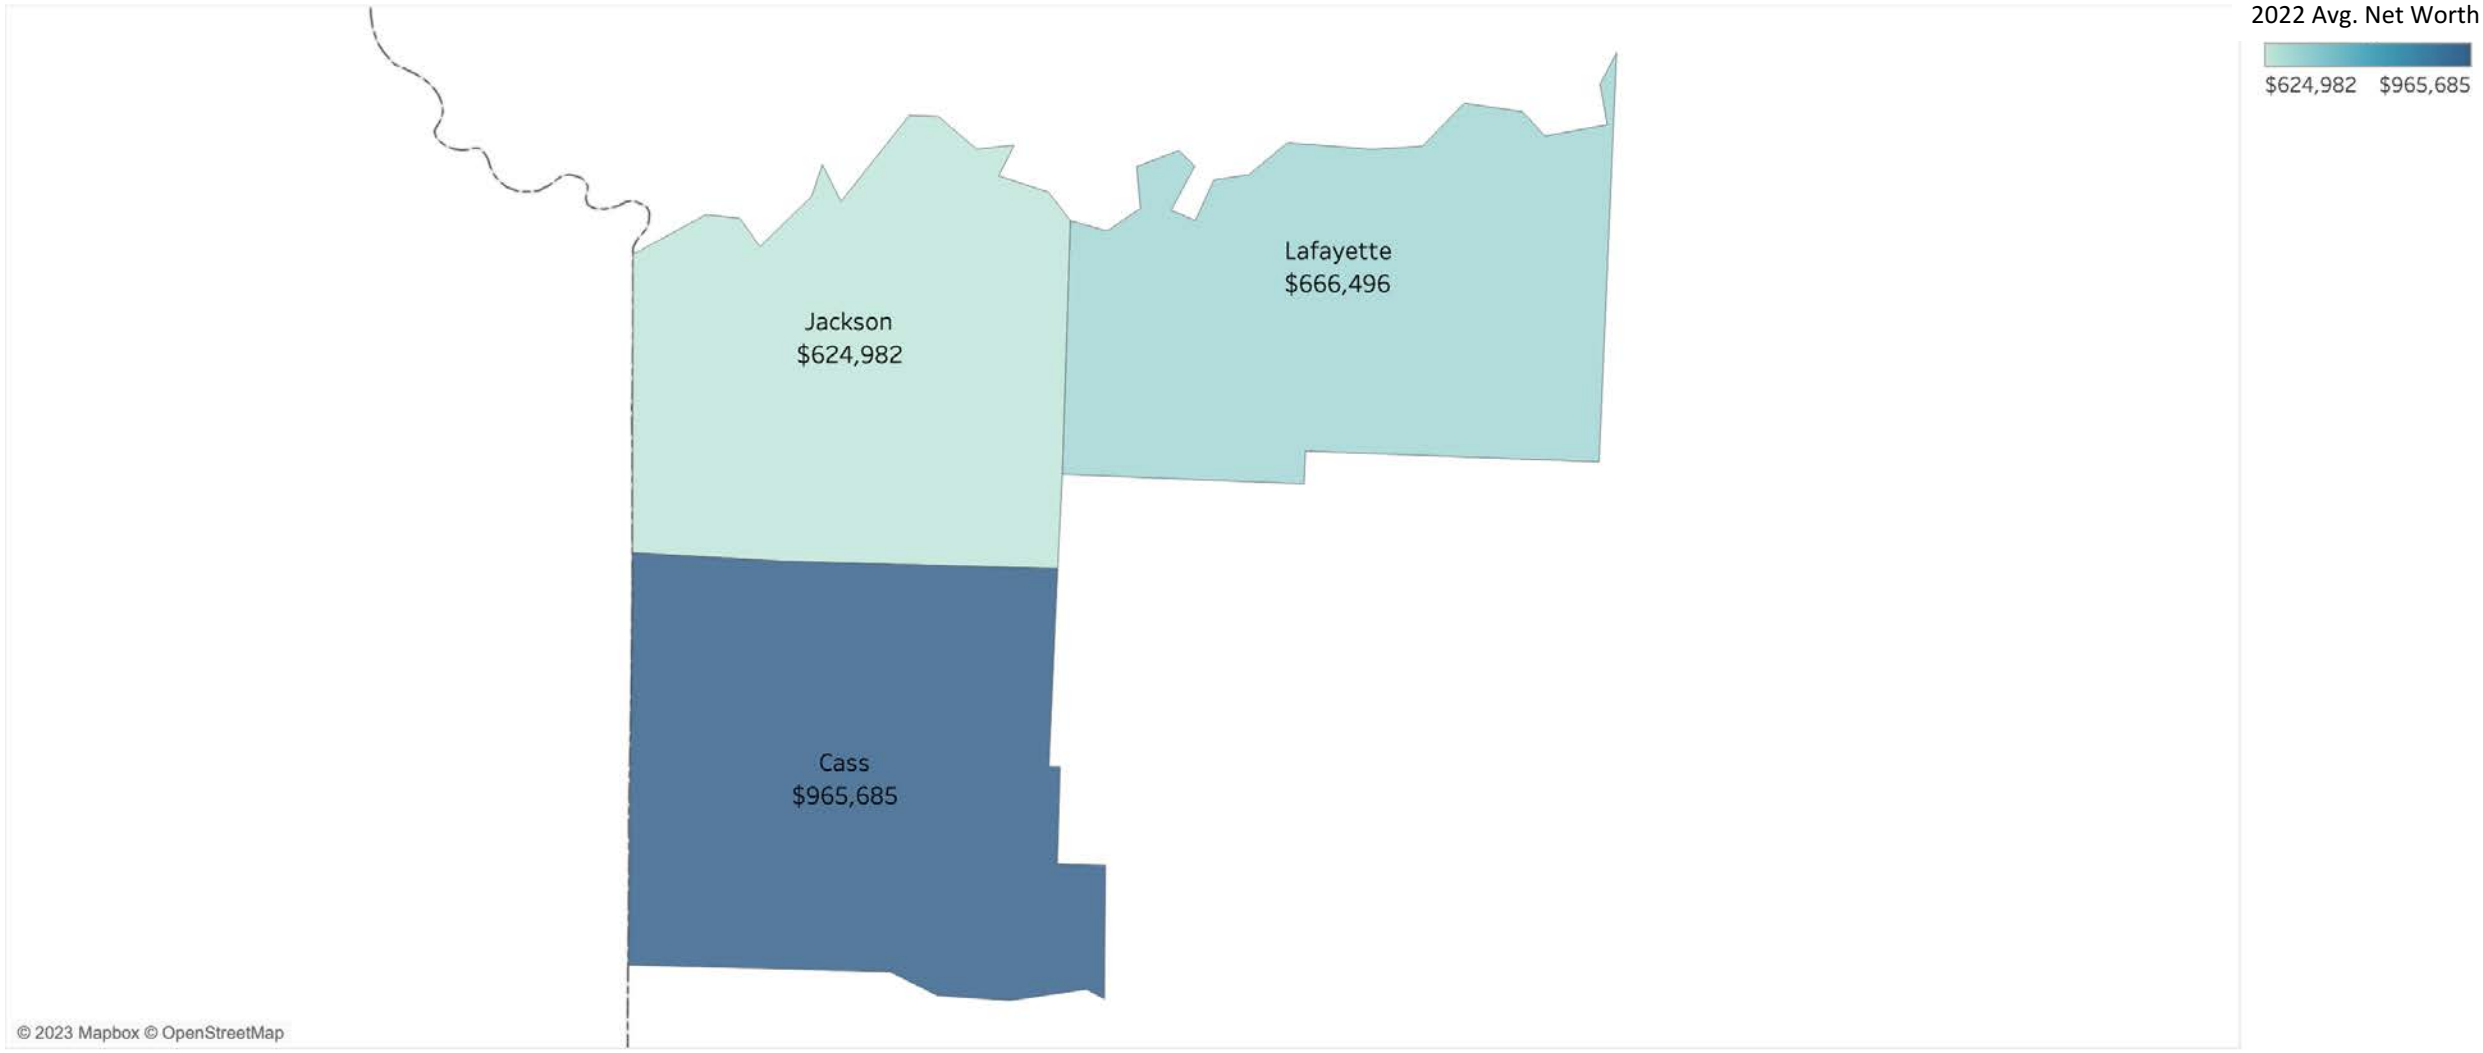 2022 Avg. Net Worth
$624,982 $965,685
Lafayette
$666,496
Jackson
$624,982
Cass
$965,685
© 2023 Mapbox © OpenStreetMap